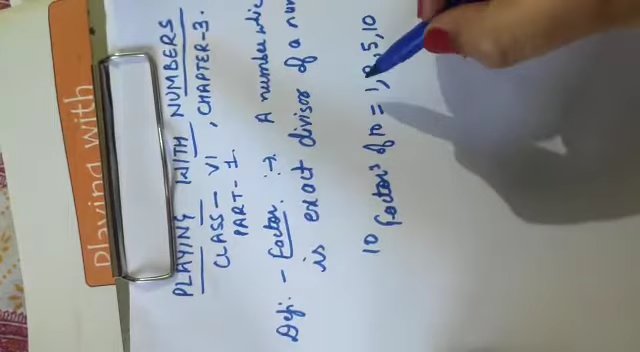 Playing with
PLAYING WITH NUMBERS
CLASS - VI, CHAPTER-3.
PART-1.
Defi. - Factor. :-> A number
is exact divisor of a
10
factors of 10 = 1, 2, 5, 10